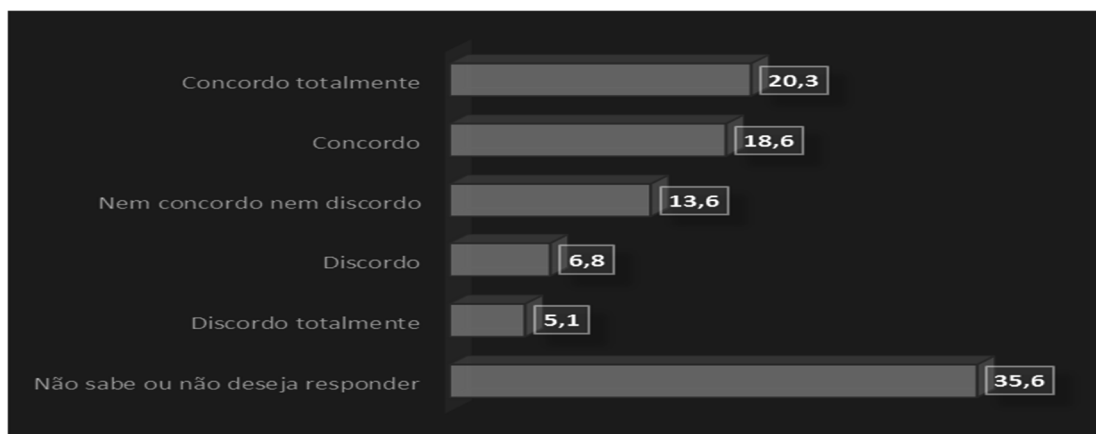 Concordo totalmente 20,3
Concordo 18,6
Nem concordo nem discordo 13,6
Discordo 6,8
Discordo totalmente 5,1
Não sabe ou não deseja responder 35,6